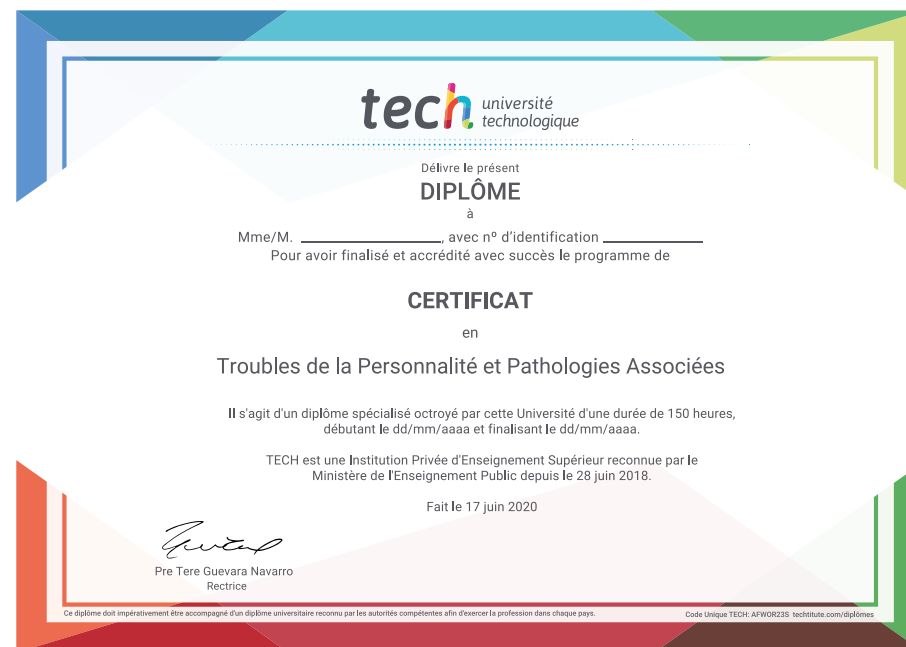 tech université
technologique
Délivre le présent
DIPLÔME
à
Mme/M. ____________________, avec nº d'identification ______________
Pour avoir finalisé et accrédité avec succès le programme de
CERTIFICAT
en
Troubles de la Personnalité et Pathologies Associées
Il s'agit d'un diplôme spécialisé octroyé par cette Université d'une durée de 150 heures,
débutant le dd/mm/aaaa et finalisant le dd/mm/aaaa.
TECH est une Institution Privée d'Enseignement Supérieur reconnue par le
Ministère de l'Enseignement Public depuis le 28 juin 2018.
Fait le 17 juin 2020
Pre Tere Guevara Navarro
Rectrice
Ce diplôme doit impérativement être accompagné d'un diplôme universitaire reconnu par les autorités compétentes afin d'exercer la profession dans chaque pays.
Code Unique TECH: AFWOR23S techtitute.com/diplômes